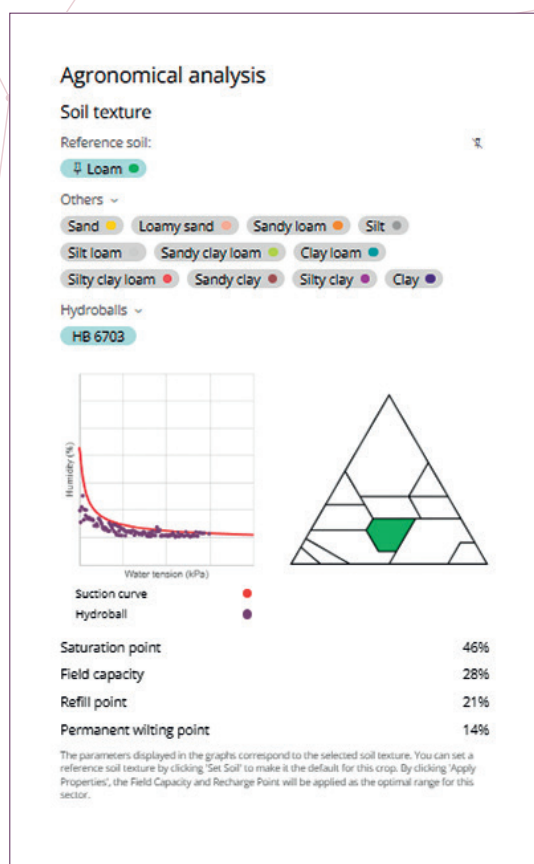 Agronomical analysis
Soil texture
Reference soil:
Loam
Others
Sand Loamy sand Sandy loam Silt
Silt loam Sandy clay loam Clay loam
Silty clay loam Sandy clay Silty clay Clay
Hydroballs
HB 6703
Humidity (%)
Water tension (kPa)
Suction curve
Hydroball
Saturation point 46%
Field capacity 28%
Refill point 21%
Permanent wilting point 14%
The parameters displayed in the graphs correspond to the selected soil texture. You can set a
reference soil texture by clicking 'Set Soil' to make it the default for this crop. By clicking 'Apply
Properties', the Field Capacity and Recharge Point will be applied as the optimal range for this
sector.